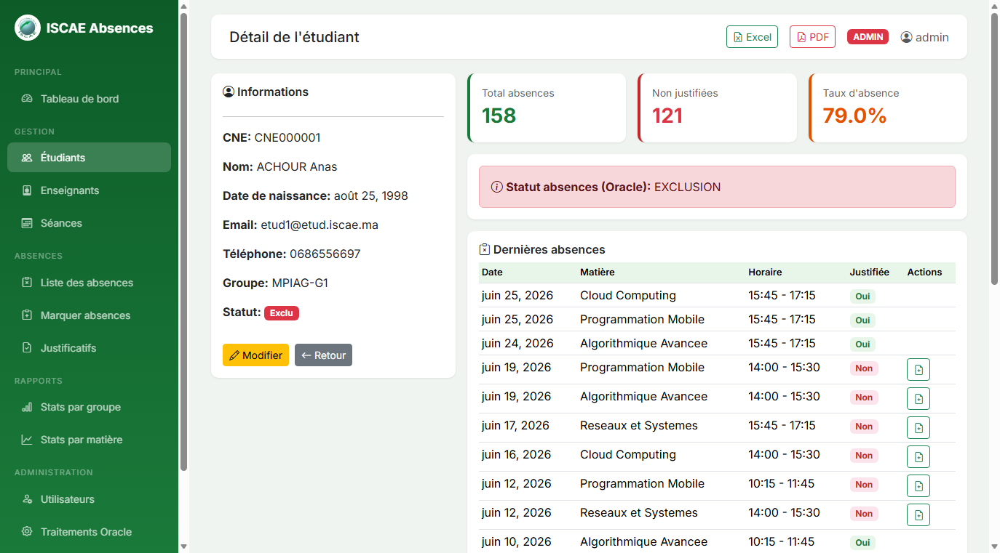 ISCAE Absences
PRINCIPAL
Tableau de bord
GESTION
Étudiants
Enseignants
Séances
ABSENCES
Liste des absences
Marquer absences
Justificatifs
RAPPORTS
Stats par groupe
Stats par matière
ADMINISTRATION
Utilisateurs
Traitements Oracle
Détail de l'étudiant
Excel
PDF
ADMIN
admin
Informations
CNE: CNE000001
Nom: ACHOUR Anas
Date de naissance: août 25, 1998
Email: etud1@etud.iscae.ma
Téléphone: 0686556697
Groupe: MPIAG-G1
Statut: Exclu
Modifier
Retour
Total absences
158
Non justifiées
121
Taux d'absence
79.0%
Statut absences (Oracle): EXCLUSION
Dernières absences
Date Matière Horaire Justifiée Actions
juin 25, 2026 Cloud Computing 15:45 - 17:15 Oui
juin 25, 2026 Programmation Mobile 15:45 - 17:15 Oui
juin 24, 2026 Algorithmique Avancee 15:45 - 17:15 Oui
juin 19, 2026 Programmation Mobile 14:00 - 15:30 Non
juin 19, 2026 Algorithmique Avancee 14:00 - 15:30 Non
juin 17, 2026 Reseaux et Systemes 15:45 - 17:15 Non
juin 16, 2026 Cloud Computing 14:00 - 15:30 Non
juin 12, 2026 Programmation Mobile 10:15 - 11:45 Non
juin 12, 2026 Reseaux et Systemes 14:00 - 15:30 Non
juin 10, 2026 Algorithmique Avancee 10:15 - 11:45 Oui